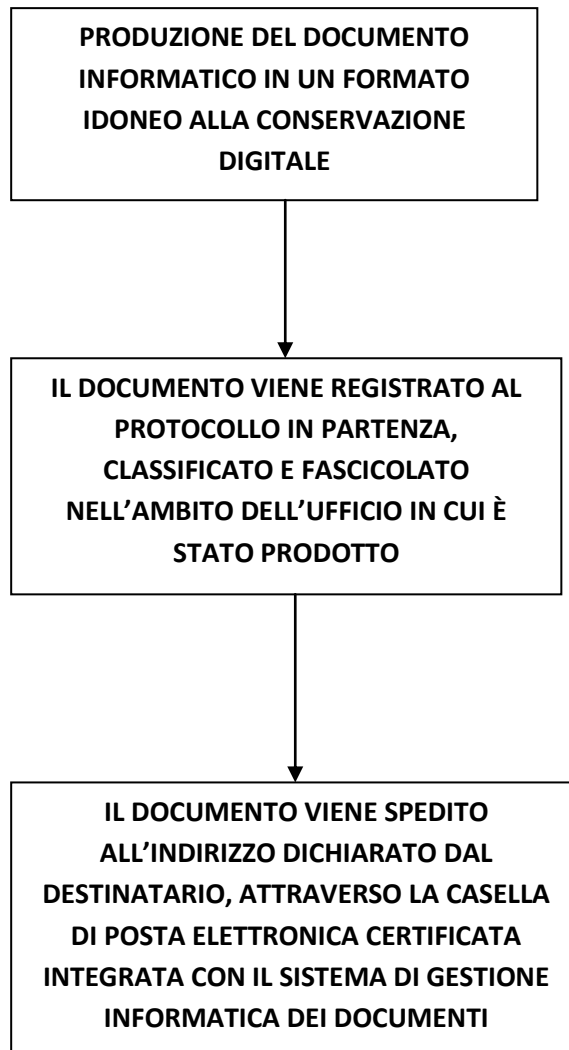 PRODUZIONE DEL DOCUMENTO
INFORMATICO IN UN FORMATO
IDONEO ALLA CONSERVAZIONE
DIGITALE
IL DOCUMENTO VIENE REGISTRATO AL
PROTOCOLLO IN PARTENZA,
CLASSIFICATO E FASCICOLATO
NELL’AMBITO DELL’UFFICIO IN CUI È
STATO PRODOTTO
IL DOCUMENTO VIENE SPEDITO
ALL’INDIRIZZO DICHIARATO DAL
DESTINATARIO, ATTRAVERSO LA CASELLA
DI POSTA ELETTRONICA CERTIFICATA
INTEGRATA CON IL SISTEMA DI GESTIONE
INFORMATICA DEI DOCUMENTI